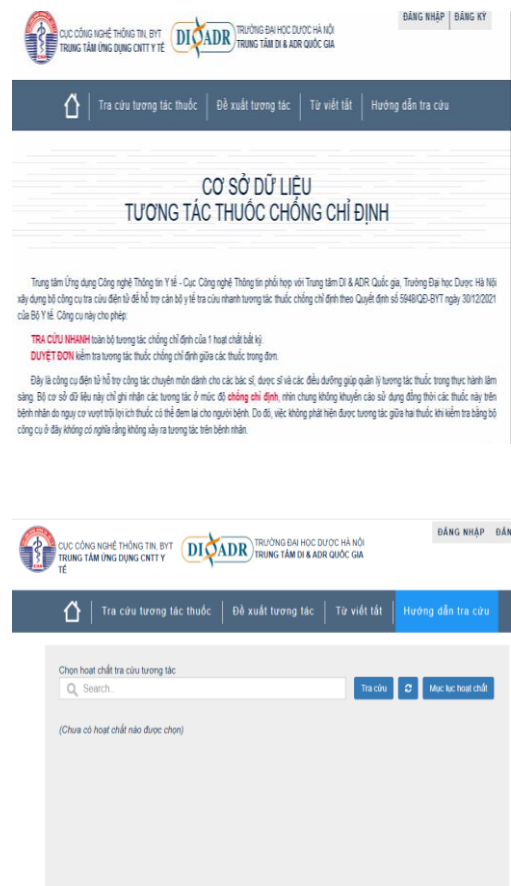 CỤC CÔNG NGHỆ THÔNG TIN, BYT
TRUNG TÂM ỨNG DỤNG CNTT Y TẾ
DI&ADR
TRƯỜNG ĐẠI HỌC DƯỢC HÀ NỘI
TRUNG TÂM DI & ADR QUỐC GIA
ĐĂNG NHẬP ĐĂNG KÝ
Tra cứu tương tác thuốc Đề xuất tương tác Từ viết tắt Hướng dẫn tra cứu
CƠ SỞ DỮ LIỆU
TƯƠNG TÁC THUỐC CHỐNG CHỈ ĐỊNH
Trung tâm Ứng dụng Công nghệ Thông tin Y tế - Cục Công nghệ Thông tin phối hợp với Trung tâm DI & ADR Quốc gia, Trường Đại học Dược Hà Nội
xây dựng bộ công cụ tra cứu điện tử để hỗ trợ cán bộ y tế tra cứu nhanh tương tác thuốc chống chỉ định theo Quyết định số 5948/QĐ-BYT ngày 30/12/2021
của Bộ Y tế. Công cụ này cho phép:
TRA CỨU NHANH toàn bộ tương tác chống chỉ định của 1 hoạt chất bất kỳ.
DUYỆT ĐƠN kiểm tra tương tác thuốc chống chỉ định giữa các thuốc trong đơn.
Đây là công cụ điện tử hỗ trợ công tác chuyên môn dành cho các bác sĩ, dược sĩ và các điều dưỡng giúp quản lý tương tác thuốc trong thực hành lâm
sàng. Bộ cơ sở dữ liệu này chỉ ghi nhận các tương tác ở mức độ chống chỉ định, nhìn chung không khuyến cáo sử dụng đồng thời các thuốc này trên
bệnh nhân do nguy cơ vượt trội lợi ích thuốc có thể đem lại cho người bệnh. Do đó, việc không phát hiện được tương tác giữa hai thuốc khi kiểm tra bằng bộ
công cụ ở đây không có nghĩa rằng không xảy ra tương tác trên bệnh nhân.
CỤC CÔNG NGHỆ THÔNG TIN, BYT
TRUNG TÂM ỨNG DỤNG CNTT Y
TẾ
DI&ADR
TRƯỜNG ĐẠI HỌC DƯỢC HÀ NỘI
TRUNG TÂM DI & ADR QUỐC GIA
ĐĂNG NHẬP ĐĂN
Tra cứu tương tác thuốc Đề xuất tương tác Từ viết tắt Hướng dẫn tra cứu
Chọn hoạt chất tra cứu tương tác
Search..
Tra cứu Mục lục hoạt chất
(Chưa có hoạt chất nào được chọn)